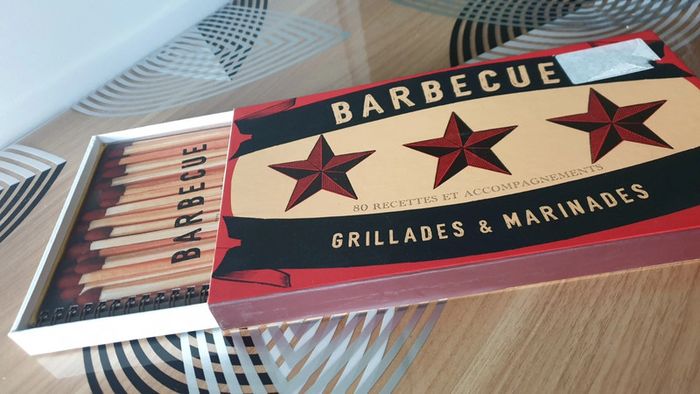 BARBECUE
80 RECETTES ET ACCOMPAGNEMENTS
GRILLADES & MARINADES
BARBECUE